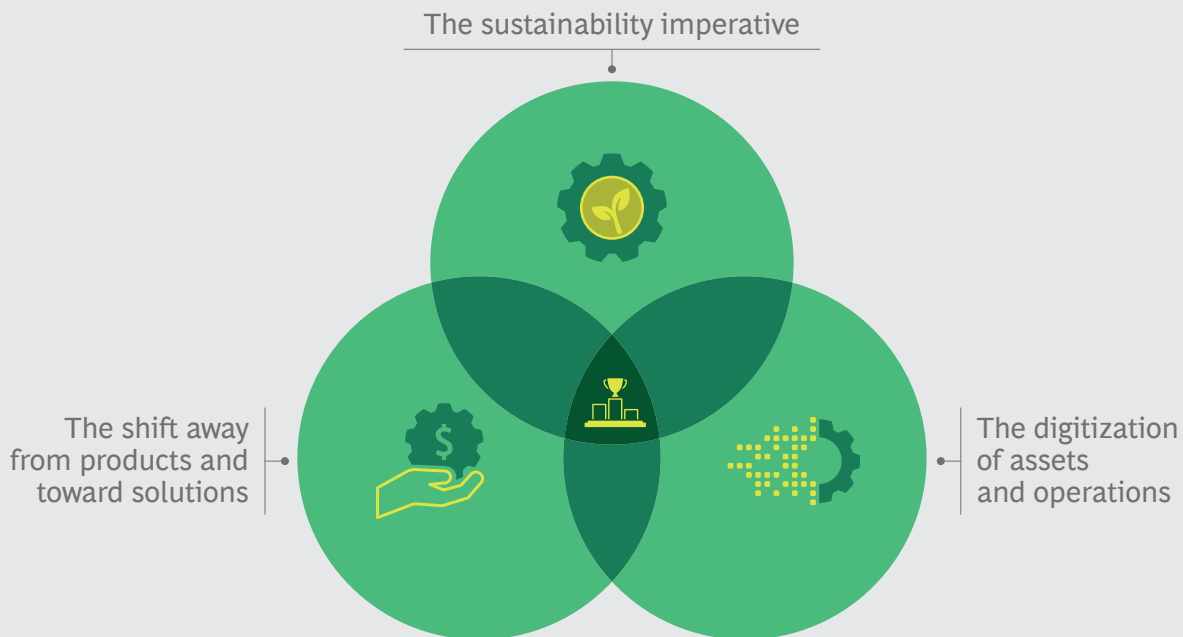 The sustainability imperative
The shift away
from products and
toward solutions
$
The digitization
of assets
and operations